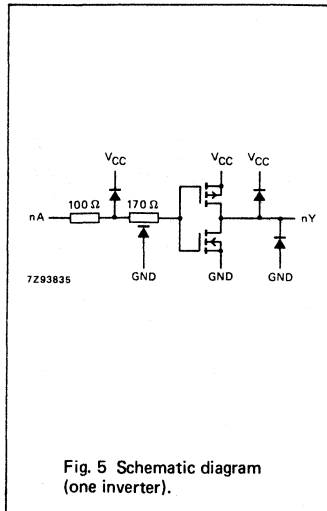 VCC
VCC VCC
100 Ω 170 Ω
nA
nY
GND
GND GND
7Z93835
Fig. 5 Schematic diagram
(one inverter).